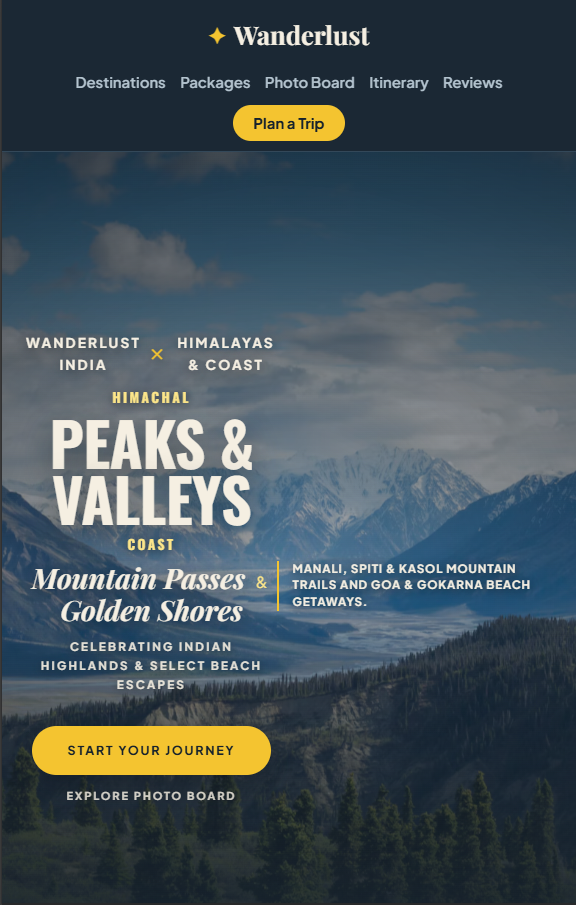 Wanderlust
Destinations Packages Photo Board Itinerary Reviews
Plan a Trip
WANDERLUST INDIA × HIMALAYAS & COAST
HIMACHAL
PEAKS &
VALLEYS
COAST
Mountain Passes &
Golden Shores
MANALI, SPITI & KASOL MOUNTAIN
TRAILS AND GOA & GOKARNA BEACH
GETAWAYS.
CELEBRATING INDIAN
HIGHLANDS & SELECT BEACH
ESCAPES
START YOUR JOURNEY
EXPLORE PHOTO BOARD